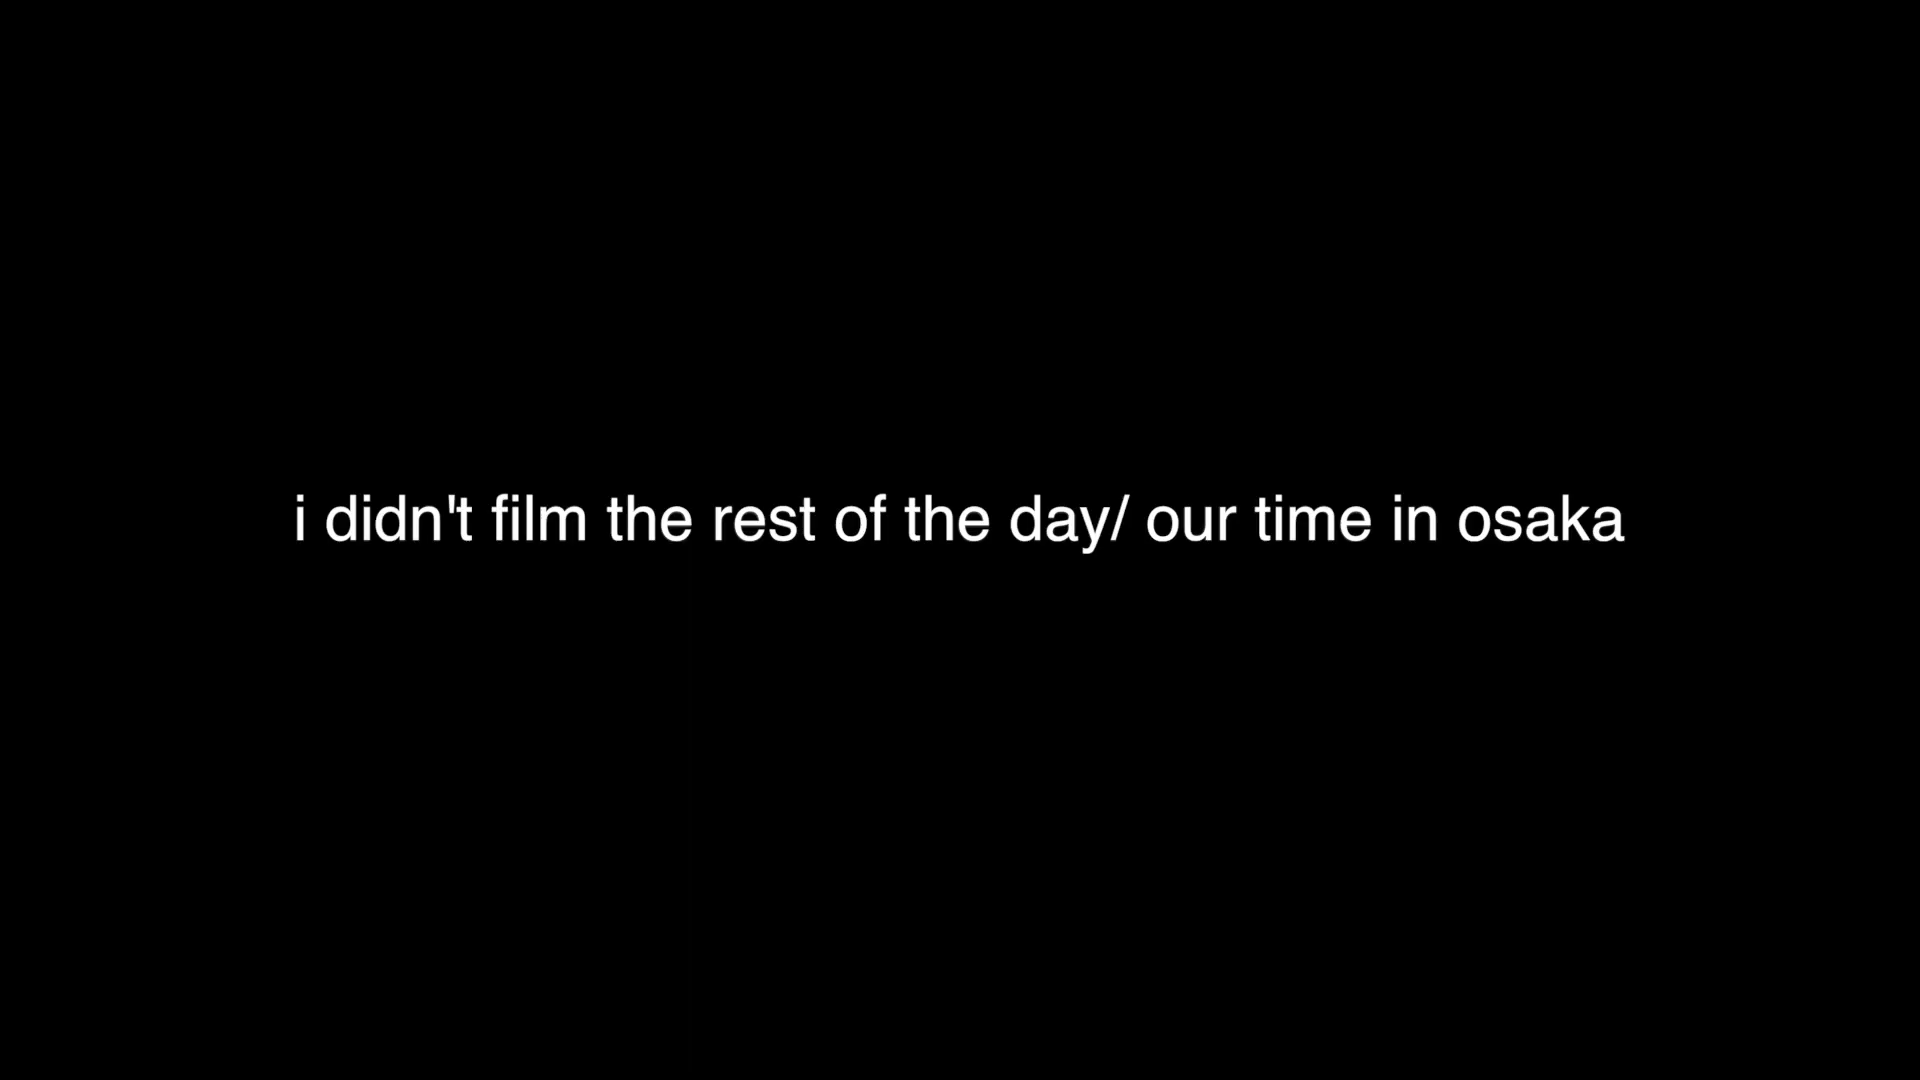 i didn't film the rest of the day/ our time in osaka